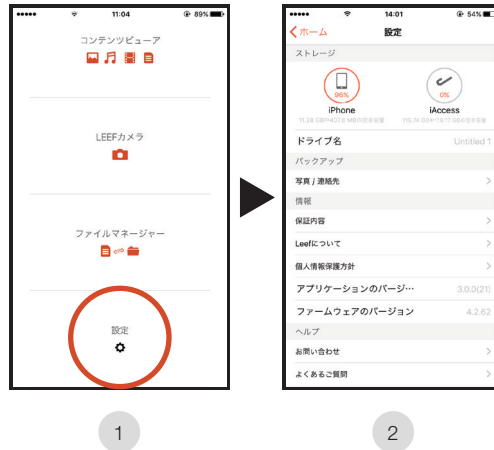 11:04
89%
コンテンツビューア
LEEFカメラ
ファイルマネージャー
設定
1
14:01
54%
ホーム
設定
ストレージ
96%
0%
iPhone
iAccess
ドライブ名
Untitled 1
バックアップ
写真 / 連絡先
情報
保証内容
Leefについて
個人情報保護方針
アプリケーションのバージ…
3.0.0(21)
ファームウェアのバージョン
4.2.62
ヘルプ
お問い合わせ
よくあるご質問
2